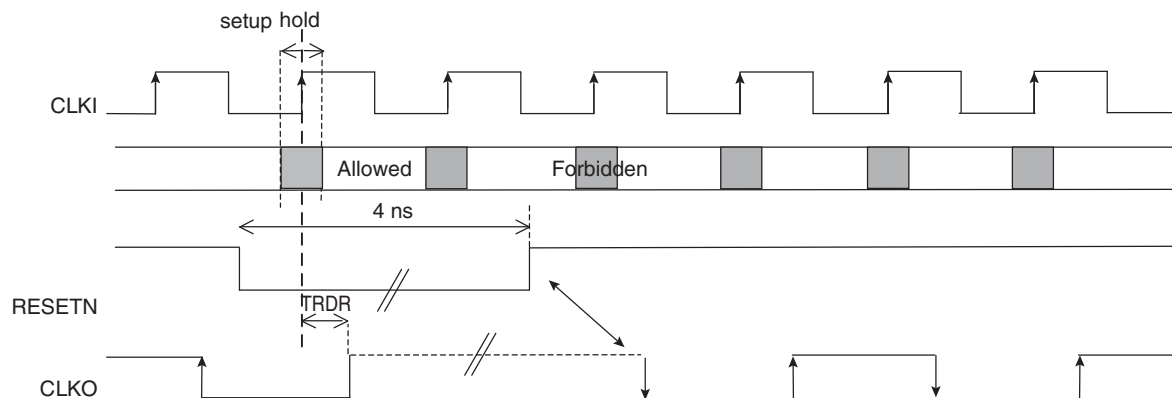 setup hold
CLKI
Allowed
Forbidden
4 ns
RESETN
TRDR
CLKO